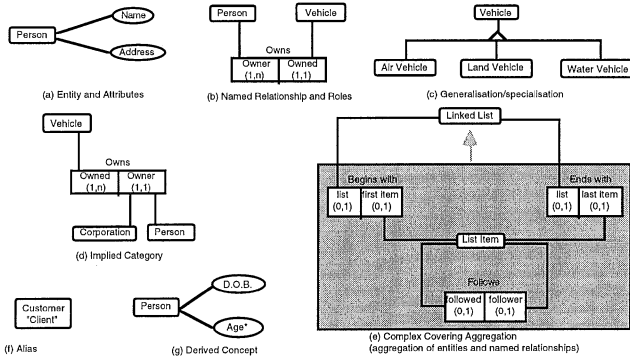 Person
Name
Address
(a) Entity and Attributes
Person
Vehicle
Owns
Owner Owned
(1,n) (1,1)
(b) Named Relationship and Roles
Vehicle
Air Vehicle Land Vehicle Water Vehicle
(c) Generalisation/specialisation
Vehicle
Owns
Owned Owner
(1,n) (1,1)
Corporation Person
(d) Implied Category
Linked List
Begins with Ends with
list first item list last item
(0,1) (0,1) (0,1) (0,1)
List Item
Follows
followed follower
(0,1) (0,1)
(e) Complex Covering Aggregation
(aggregation of entities and named relationships)
Customer
"Client"
(f) Alias
Person
D.O.B.
Age*
(g) Derived Concept